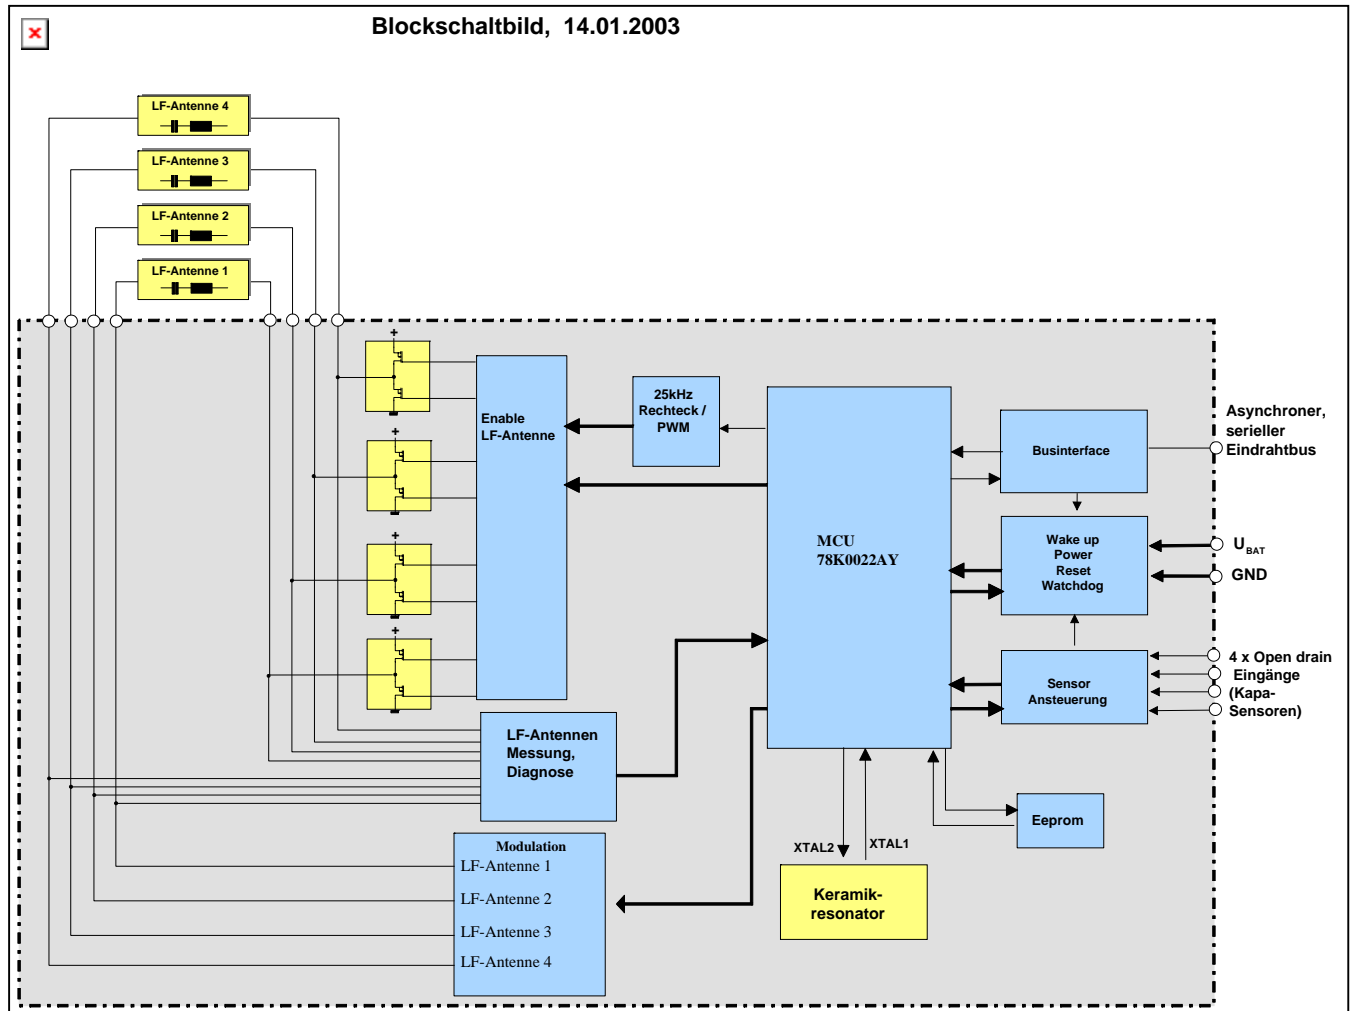 Blockschaltbild, 14.01.2003
LF-Antenne 4
LF-Antenne 3
LF-Antenne 2
LF-Antenne 1
+
+
+
+
Enable
LF-Antenne
25kHz
Rechteck /
PWM
MCU
78K0022AY
Businterface
Asynchroner,
serieller
Eindrahtbus
Wake up
Power
Reset
Watchdog
UBAT
GND
Sensor
Ansteuerung
4 x Open drain
Eingänge
(Kapa-
Sensoren)
LF-Antennen
Messung,
Diagnose
Eeprom
XTAL2
XTAL1
Keramik-
resonator
Modulation
LF-Antenne 1
LF-Antenne 2
LF-Antenne 3
LF-Antenne 4